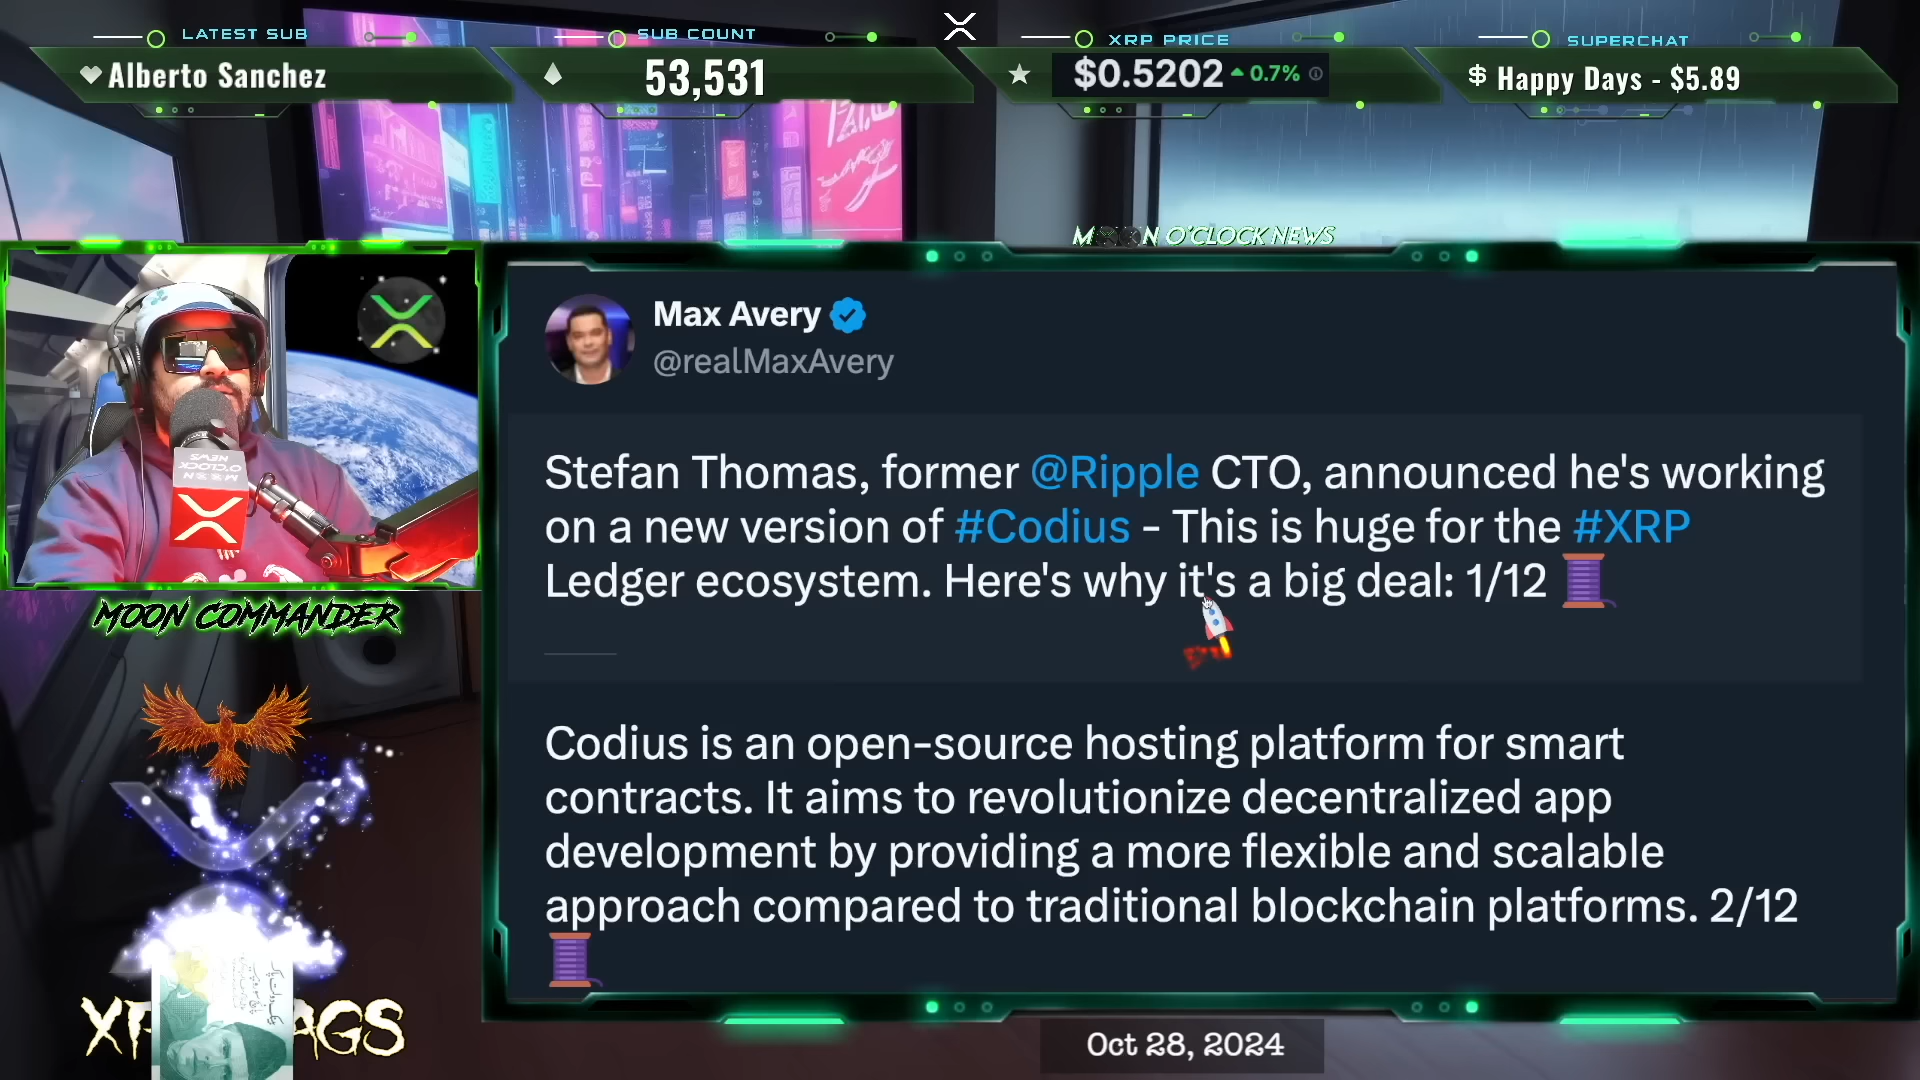 LATEST SUB
Alberto Sanchez
SUB COUNT
53,531
XRP PRICE
$0.5202 0.7%
SUPERCHAT
Happy Days - $5.89
M N O'CLOCK NEWS
Max Avery
@realMaxAvery
Stefan Thomas, former @Ripple CTO, announced he's working
on a new version of #Codius - This is huge for the #XRP
Ledger ecosystem. Here's why it's a big deal: 1/12
Codius is an open-source hosting platform for smart
contracts. It aims to revolutionize decentralized app
development by providing a more flexible and scalable
approach compared to traditional blockchain platforms. 2/12
O'CLOCK
NEWS
MOON COMMANDER
Oct 28, 2024